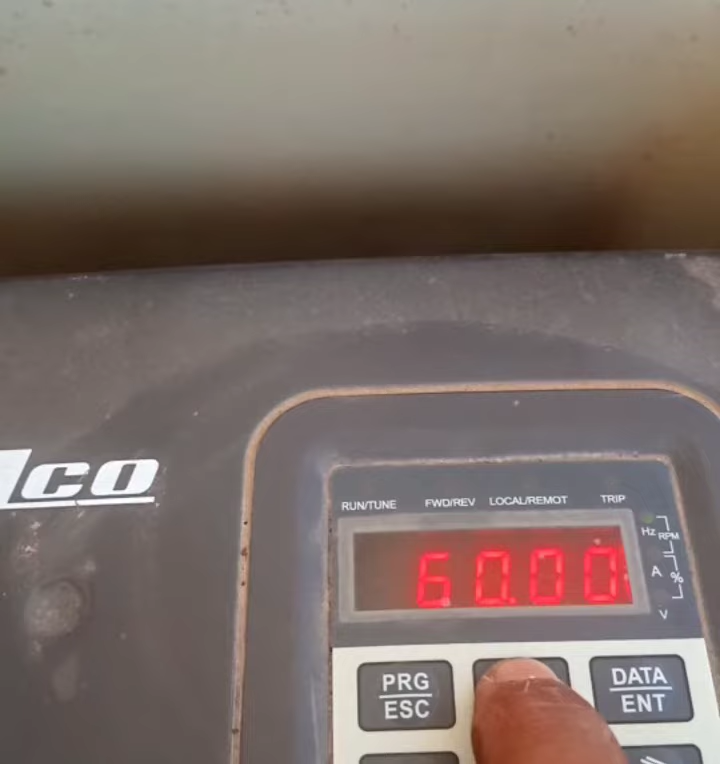 lco
RUN/TUNE FWD/REV LOCAL/REMOT TRIP
Hz RPM
A %
V
60.00
PRG
ESC
DATA
ENT